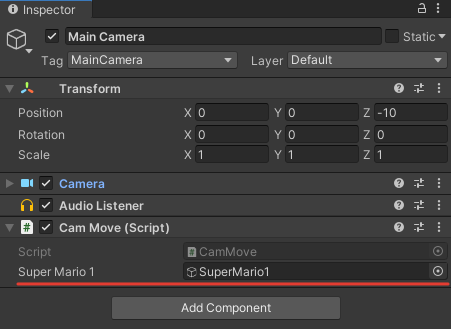 Inspector
Main Camera Static
Tag MainCamera Layer Default
Transform
Position X 0 Y 0 Z -10
Rotation X 0 Y 0 Z 0
Scale X 1 Y 1 Z 1
Camera
Audio Listener
# Cam Move (Script)
Script # CamMove
Super Mario 1 SuperMario1
Add Component